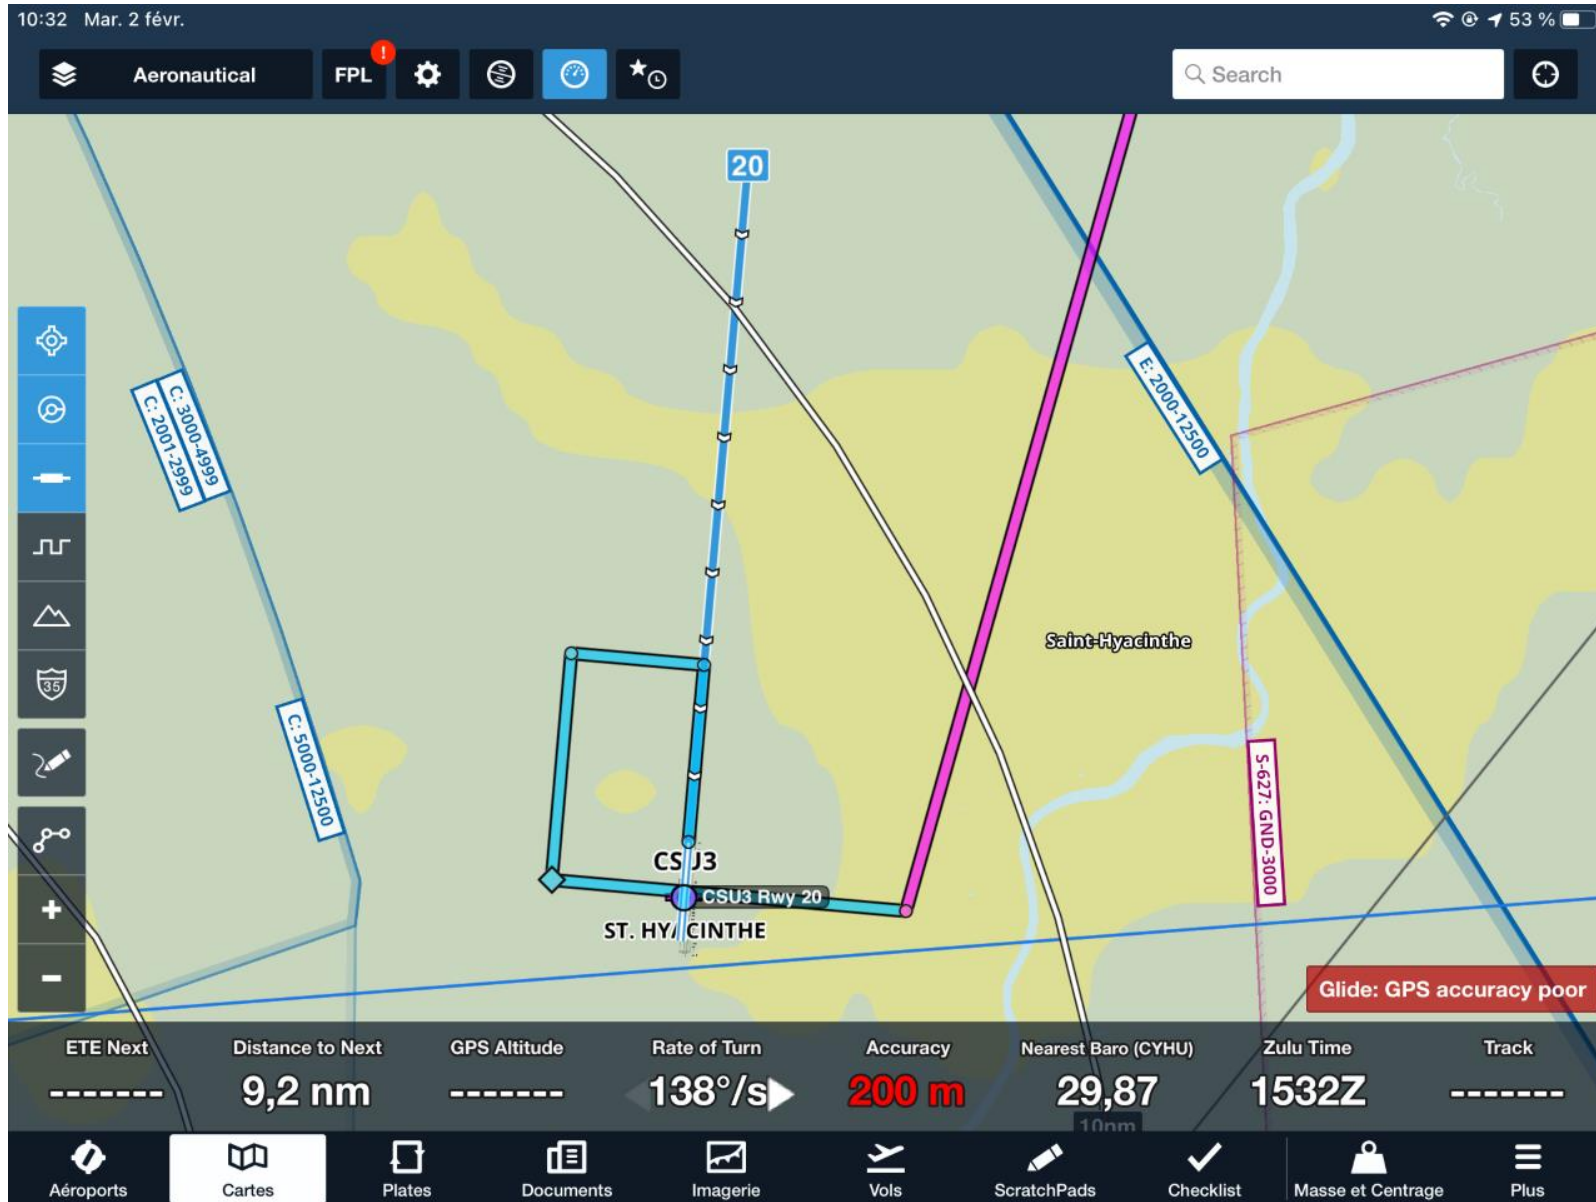 10:32 Mar. 2 févr.
53 %
Aeronautical
FPL
!
Search
20
C: 3000-4999
C: 2001-2999
E: 2000-12500
35
Saint-Hyacinthe
C: 5000-12500
S-627: GND-3000
CSU3
CSU3 Rwy 20
ST. HYACINTHE
Glide: GPS accuracy poor
ETE Next Distance to Next GPS Altitude Rate of Turn Accuracy Nearest Baro (CYHU) Zulu Time Track
------- 9,2 nm ------- 138°/s 200 m 29,87 1532Z -------
10nm
Aéroports Cartes Plates Documents Imagerie Vols ScratchPads Checklist Masse et Centrage Plus